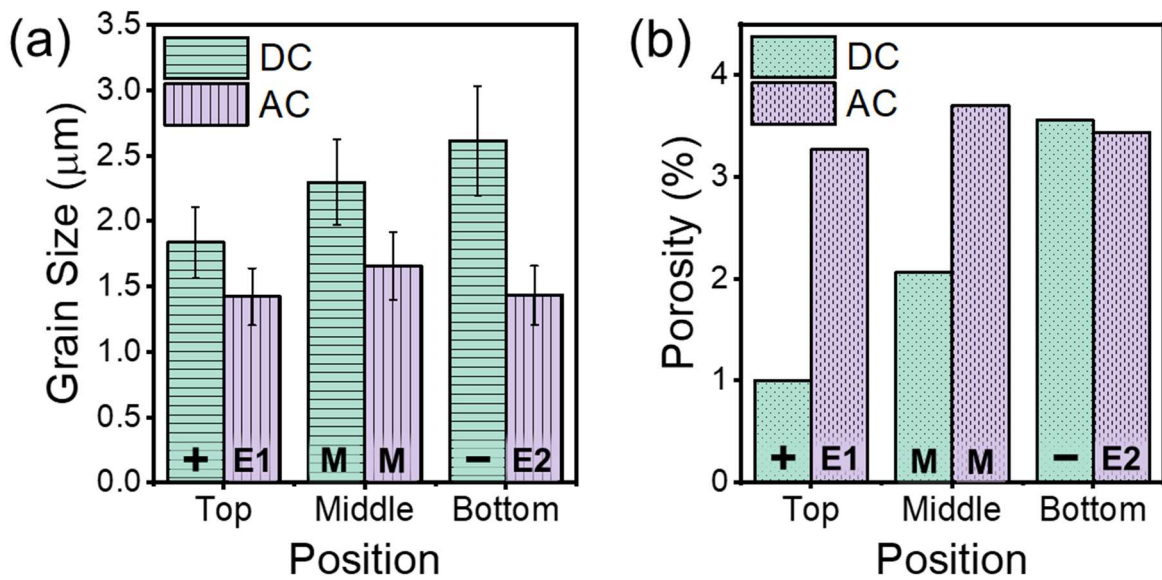 (a)
Grain Size (μm)
3.5
3.0
2.5
2.0
1.5
1.0
0.5
0.0
DC
AC
+ E1 M M − E2
Top Middle Bottom
Position
(b)
Porosity (%)
4
3
2
1
0
DC
AC
+ E1 M M − E2
Top Middle Bottom
Position